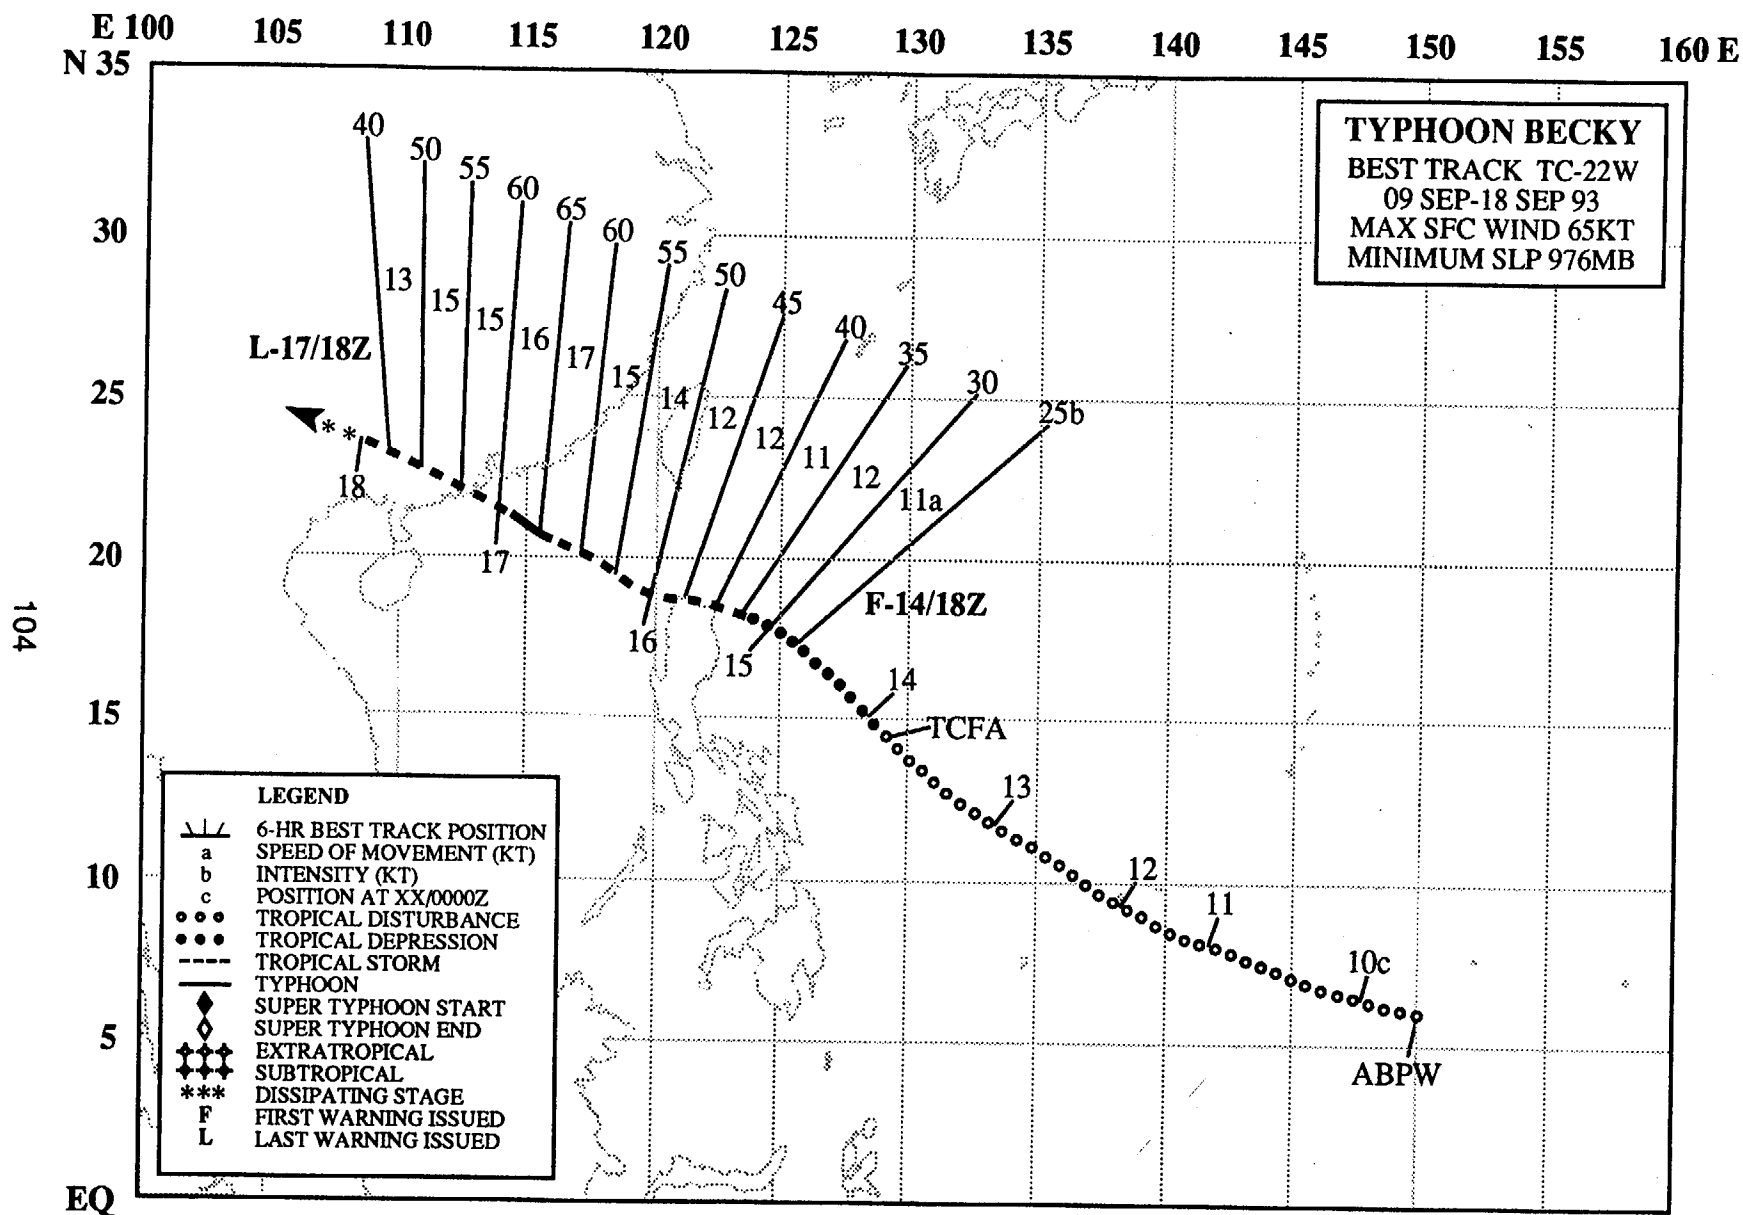 E 100 105 110 115 120 125 130 135 140 145 150 155 160 E
N 35
TYPHOON BECKY
BEST TRACK TC-22W
09 SEP-18 SEP 93
MAX SFC WIND 65KT
MINIMUM SLP 976MB
40
50
55
60
65
60
55
50
45
40
35
30
25b
30
13
15
15
16
17
15
14
12
12
11
12
11a
L-17/18Z
25
18
17
20
F-14/18Z
16
15
14
15
TCFA
13
12
11
10c
ABPW
10
5
EQ
104
LEGEND
6-HR BEST TRACK POSITION
a SPEED OF MOVEMENT (KT)
b INTENSITY (KT)
c POSITION AT XX/0000Z
TROPICAL DISTURBANCE
TROPICAL DEPRESSION
TROPICAL STORM
TYPHOON
SUPER TYPHOON START
SUPER TYPHOON END
EXTRATROPICAL
SUBTROPICAL
*** DISSIPATING STAGE
F FIRST WARNING ISSUED
L LAST WARNING ISSUED